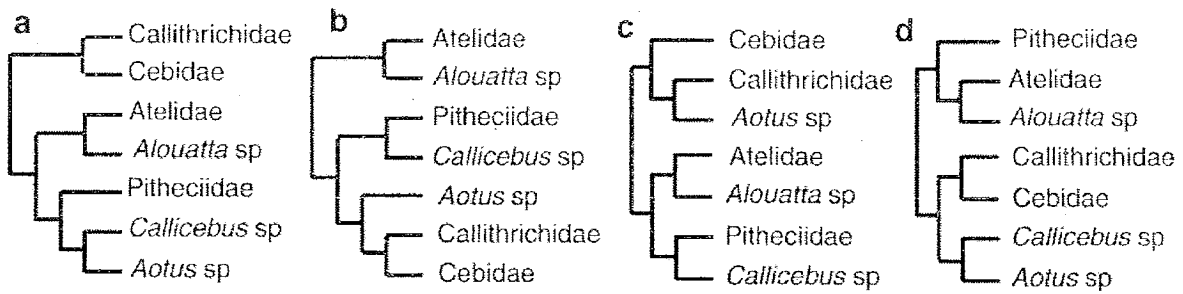 a
Callithrichidae
Cebidae
Atelidae
Alouatta sp
Pitheciidae
Callicebus sp
Aotus sp
b
Atelidae
Alouatta sp
Pitheciidae
Callicebus sp
Aotus sp
Callithrichidae
Cebidae
c
Cebidae
Callithrichidae
Aotus sp
Atelidae
Alouatta sp
Pitheciidae
Callicebus sp
d
Pitheciidae
Atelidae
Alouatta sp
Callithrichidae
Cebidae
Callicebus sp
Aotus sp